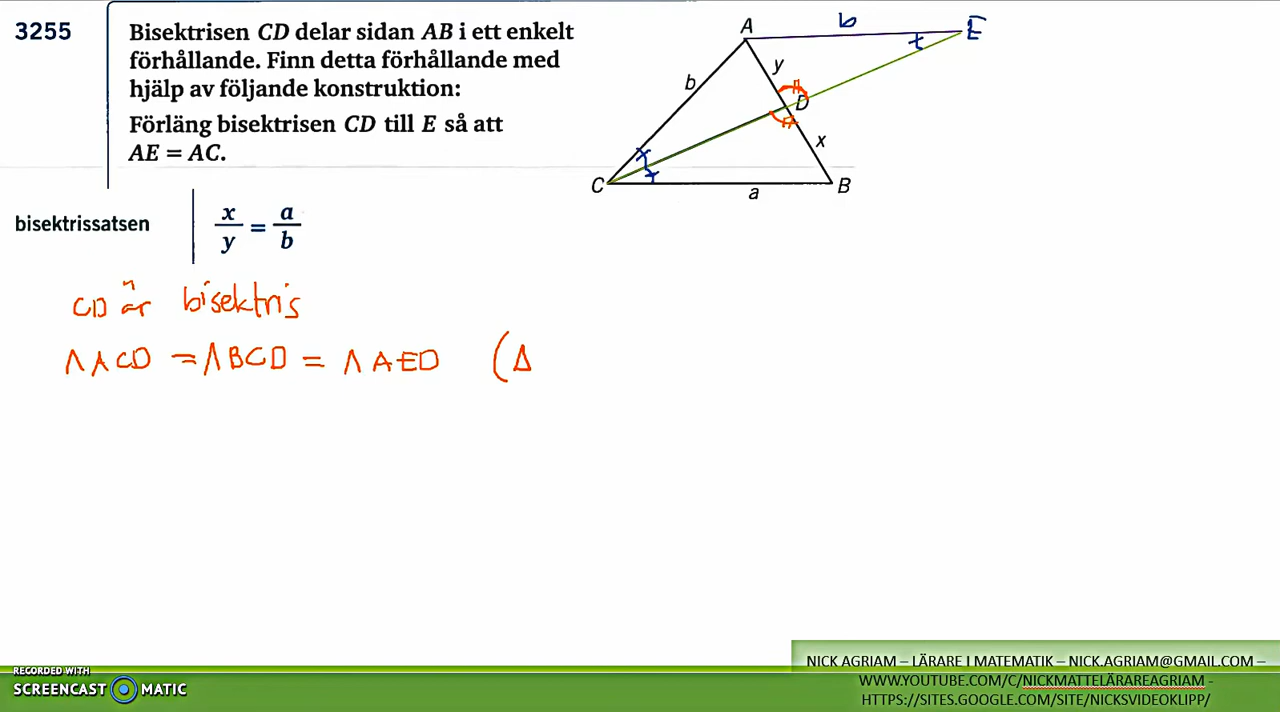 3255
Bisektrisen CD delar sidan AB i ett enkelt
förhållande. Finn detta förhållande med
hjälp av följande konstruktion:
Förläng bisektrisen CD till E så att
AE = AC.
A
b
E
t
y
b
D
x
C
a
B
bisektrissatsen
x/y = a/b
CD är bisektris
∧ ACD = ∧ BCD = ∧ AED (Δ
RECORDED WITH
SCREENCAST MATIC
NICK AGRIAM – LÄRARE I MATEMATIK – NICK.AGRIAM@GMAIL.COM –
WWW.YOUTUBE.COM/C/NICKMATTELÄRAREAGRIAM -
HTTPS://SITES.GOOGLE.COM/SITE/NICKSVIDEOKLIPP/